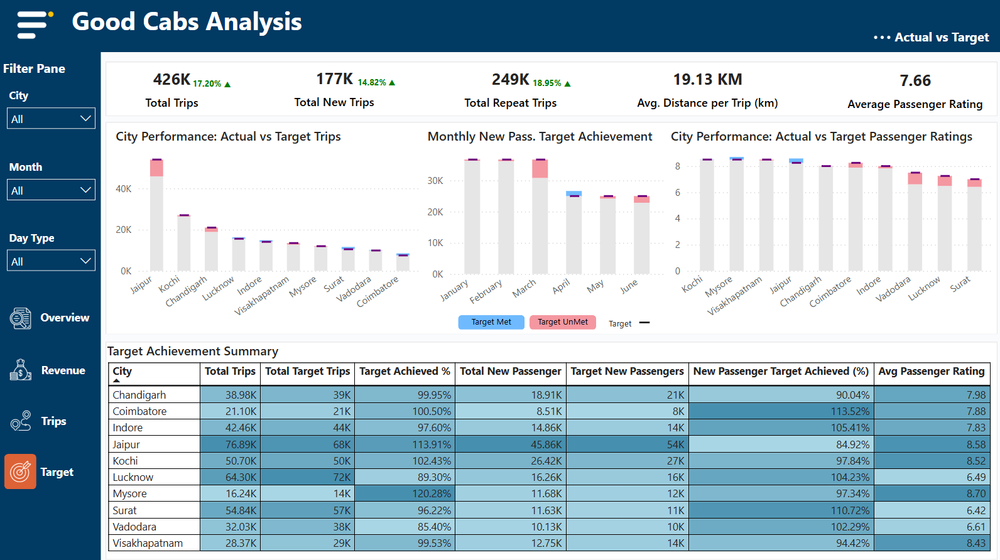 Good Cabs Analysis
Actual vs Target
Filter Pane
City
All
Month
All
Day Type
All
Overview
Revenue
Trips
Target
426K 17.20% ▲
Total Trips
177K 14.82% ▲
Total New Trips
249K 18.95% ▲
Total Repeat Trips
19.13 KM
Avg. Distance per Trip (km)
7.66
Average Passenger Rating
City Performance: Actual vs Target Trips
40K
20K
0K
Jaipur
Kochi
Chandigarh
Lucknow
Indore
Visakhapatnam
Mysore
Surat
Vadodara
Coimbatore
Monthly New Pass. Target Achievement
30K
20K
10K
0K
January
February
March
April
May
June
City Performance: Actual vs Target Passenger Ratings
8
6
4
2
0
Kochi
Mysore
Visakhapatnam
Jaipur
Chandigarh
Coimbatore
Indore
Vadodara
Lucknow
Surat
Target Met
Target UnMet
Target
Target Achievement Summary
City Total Trips Total Target Trips Target Achieved % Total New Passenger Target New Passengers New Passenger Target Achieved (%) Avg Passenger Rating
Chandigarh 38.98K 39K 99.95% 18.91K 21K 90.04% 7.98
Coimbatore 21.10K 21K 100.50% 8.51K 8K 113.52% 7.88
Indore 42.46K 44K 97.60% 14.86K 14K 105.41% 7.83
Jaipur 76.89K 68K 113.91% 45.86K 54K 84.92% 8.58
Kochi 50.70K 50K 102.43% 26.42K 27K 97.84% 8.52
Lucknow 64.30K 72K 89.30% 16.26K 16K 104.23% 6.49
Mysore 16.24K 14K 120.28% 11.68K 12K 97.34% 8.70
Surat 54.84K 57K 96.22% 11.63K 11K 110.72% 6.42
Vadodara 32.03K 38K 85.40% 10.13K 10K 102.29% 6.61
Visakhapatnam 28.37K 29K 99.53% 12.75K 14K 94.42% 8.43